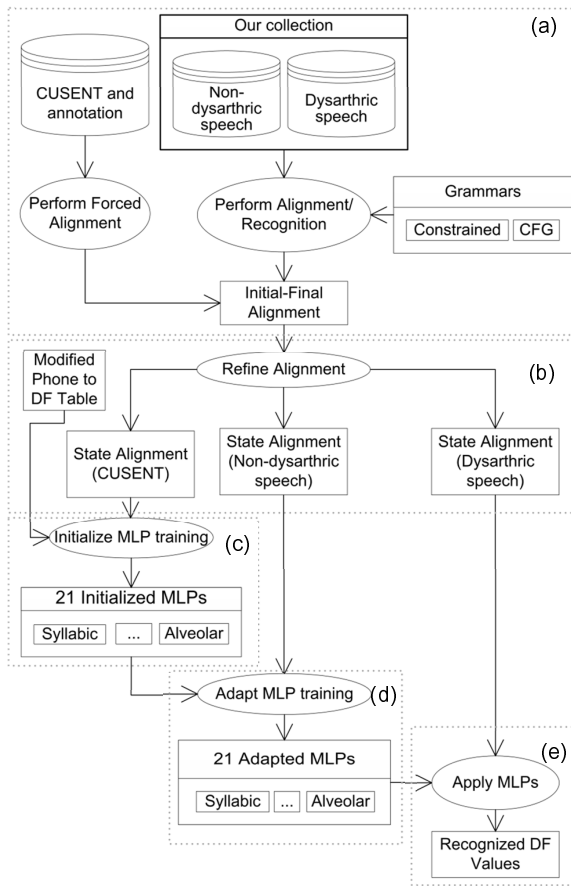 (a)
Our collection
CUSENT and
annotation
Non-
dysarthric
speech
Dysarthric
speech
Perform Forced
Alignment
Perform Alignment/
Recognition
Grammars
Constrained
CFG
Initial-Final
Alignment
(b)
Modified
Phone to
DF Table
Refine Alignment
State Alignment
(CUSENT)
State Alignment
(Non-dysarthric
speech)
State Alignment
(Dysarthric
speech)
(c)
Initialize MLP training
21 Initialized MLPs
Syllabic
...
Alveolar
(d)
Adapt MLP training
21 Adapted MLPs
Syllabic
...
Alveolar
(e)
Apply MLPs
Recognized DF
Values